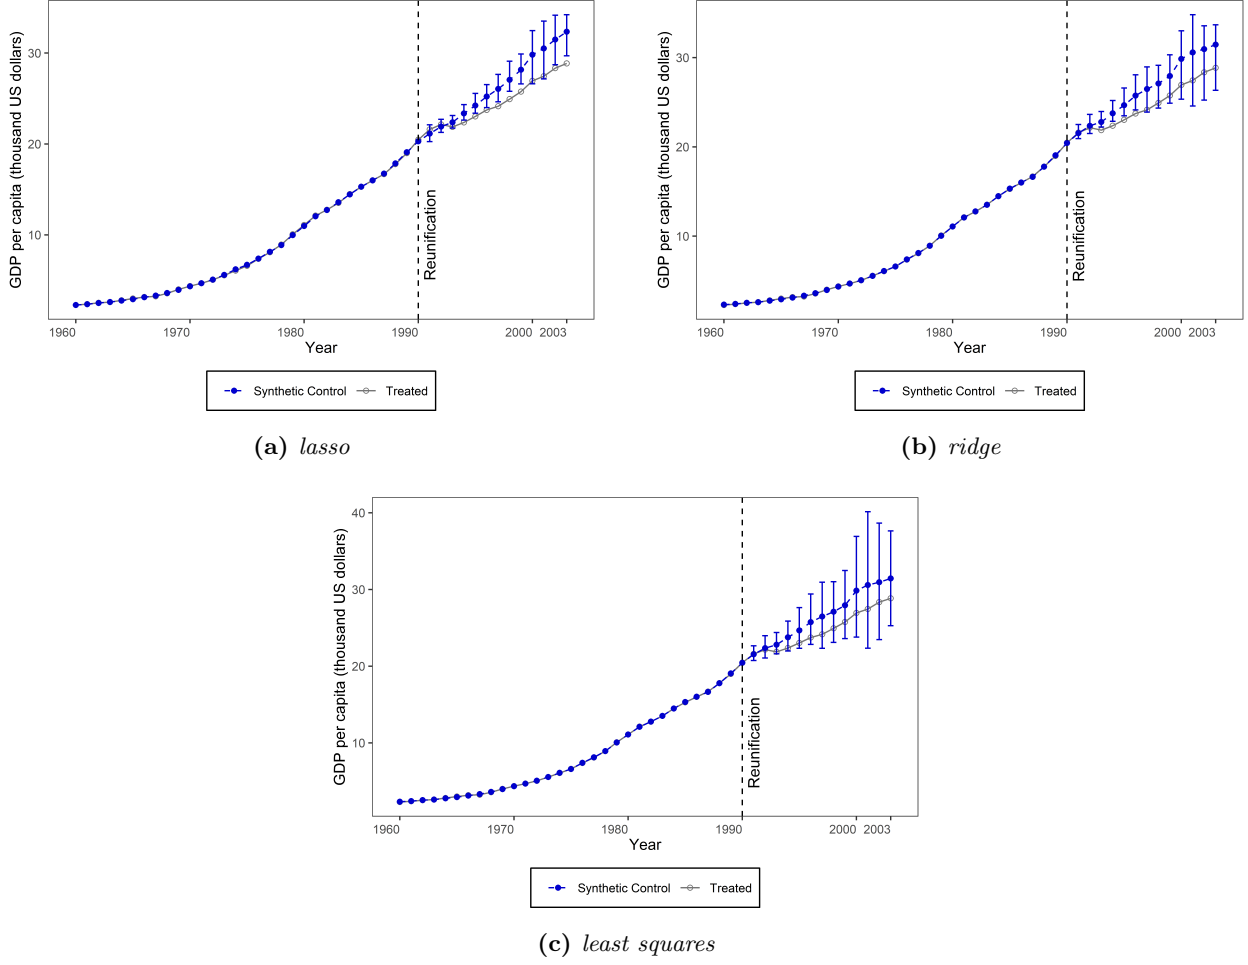 GDP per capita (thousand US dollars)
30
20
10
Reunification
1960
1970
1980
1990
2000
2003
Year
Synthetic Control
Treated
(a) lasso
GDP per capita (thousand US dollars)
30
20
10
Reunification
1960
1970
1980
1990
2000
2003
Year
Synthetic Control
Treated
(b) ridge
GDP per capita (thousand US dollars)
40
30
20
10
Reunification
1960
1970
1980
1990
2000
2003
Year
Synthetic Control
Treated
(c) least squares